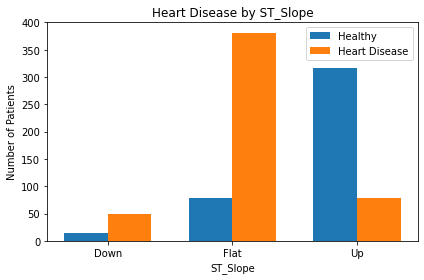 Heart Disease by ST_Slope
Healthy
Heart Disease
Number of Patients
400
350
300
250
200
150
100
50
0
Down
Flat
Up
ST_Slope